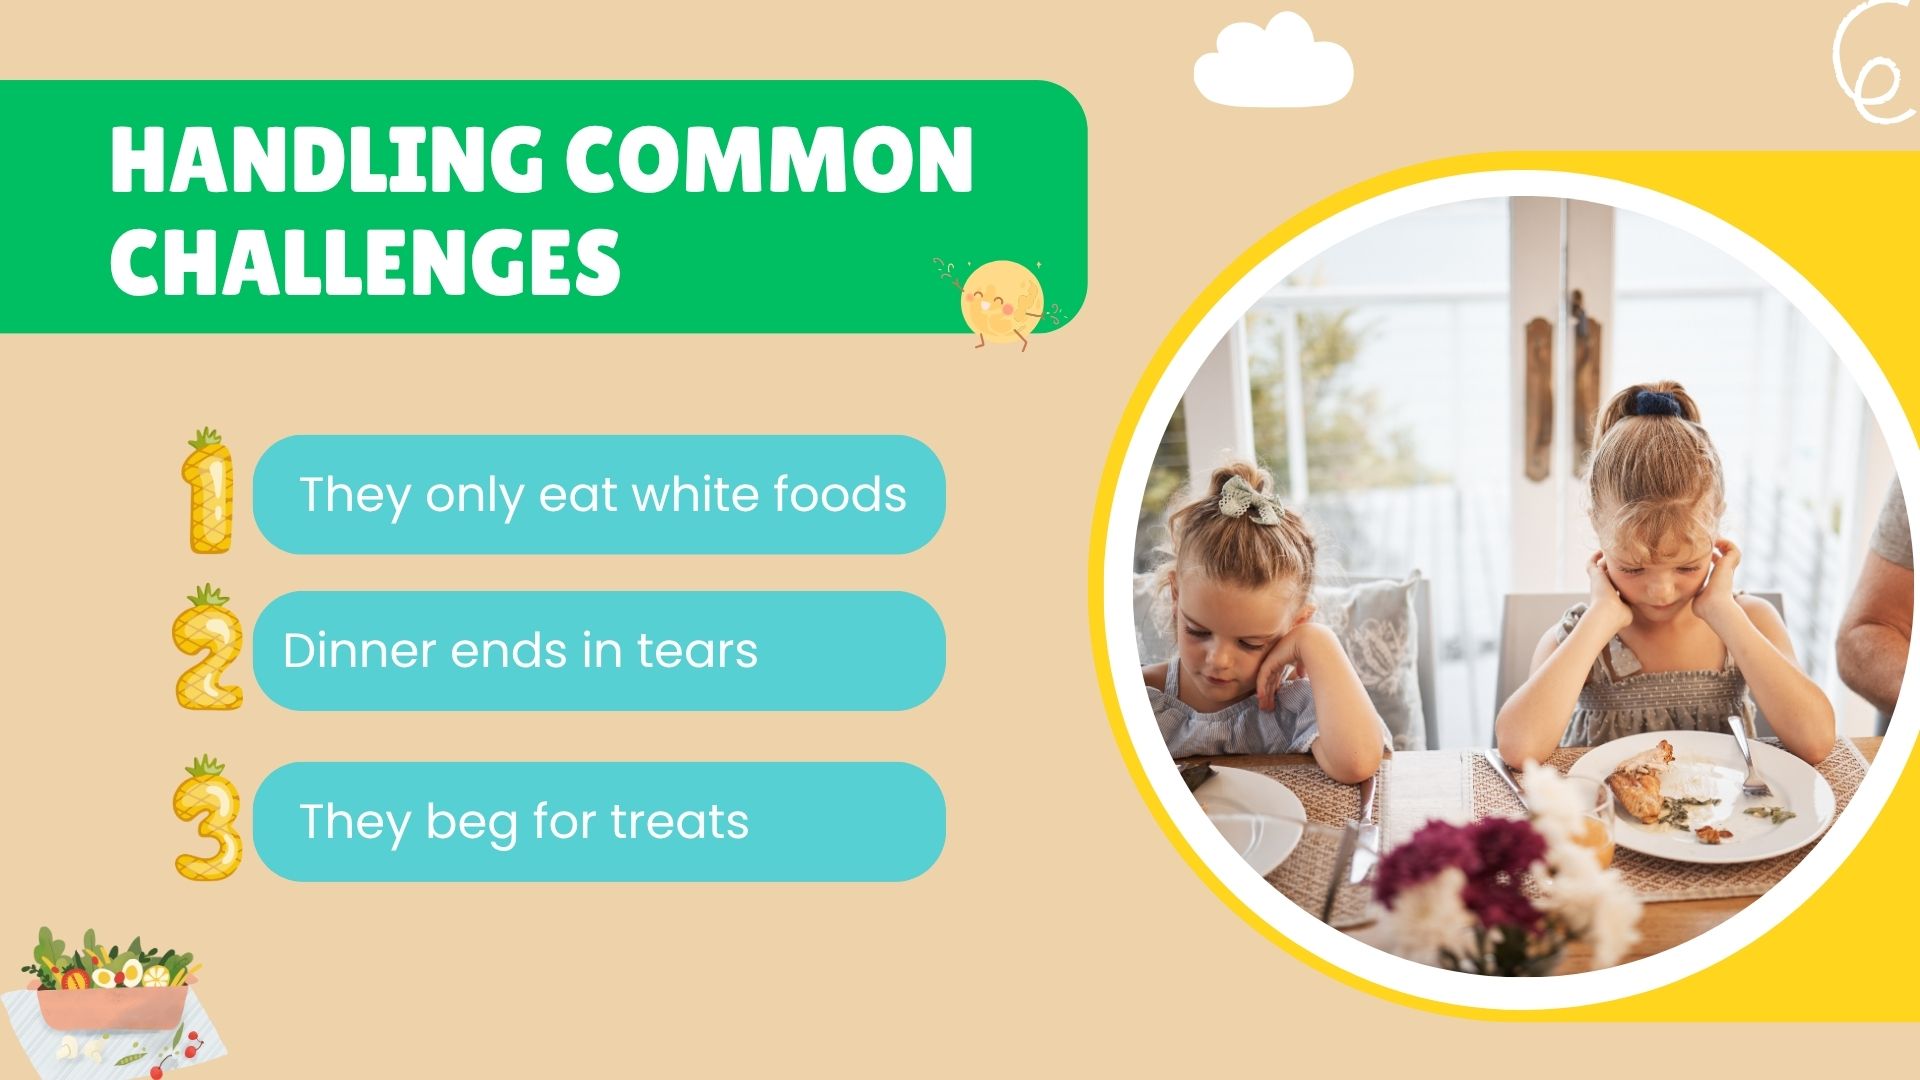 HANDLING COMMON
CHALLENGES
1 They only eat white foods
2 Dinner ends in tears
3 They beg for treats